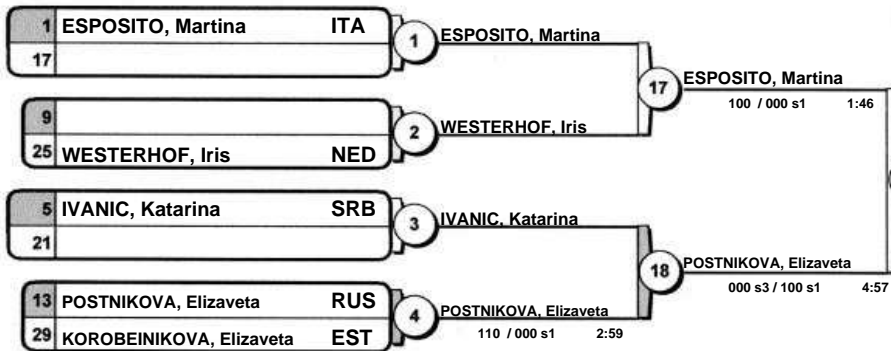 1 ESPOSITO, Martina ITA
17
1 ESPOSITO, Martina
9
25 WESTERHOF, Iris NED
2 WESTERHOF, Iris
17 ESPOSITO, Martina
100 / 000 s1 1:46
5 IVANIC, Katarina SRB
21
3 IVANIC, Katarina
13 POSTNIKOVA, Elizaveta RUS
29 KOROBEINIKOVA, Elizaveta EST
4 POSTNIKOVA, Elizaveta
110 / 000 s1 2:59
18 POSTNIKOVA, Elizaveta
000 s3 / 100 s1 4:57